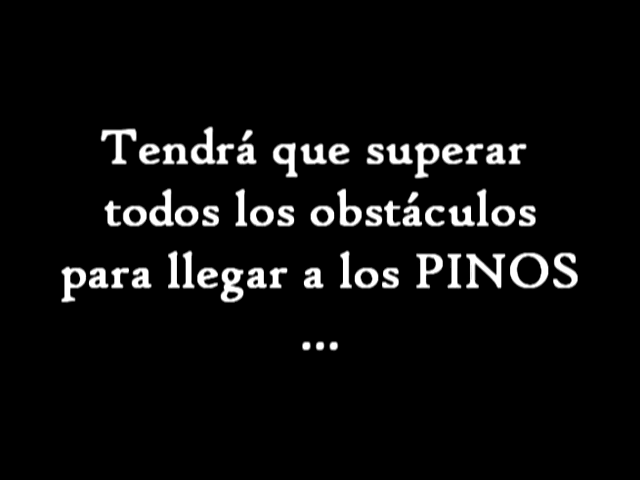 Tendrá que superar
todos los obstáculos
para llegar a los PINOS
...